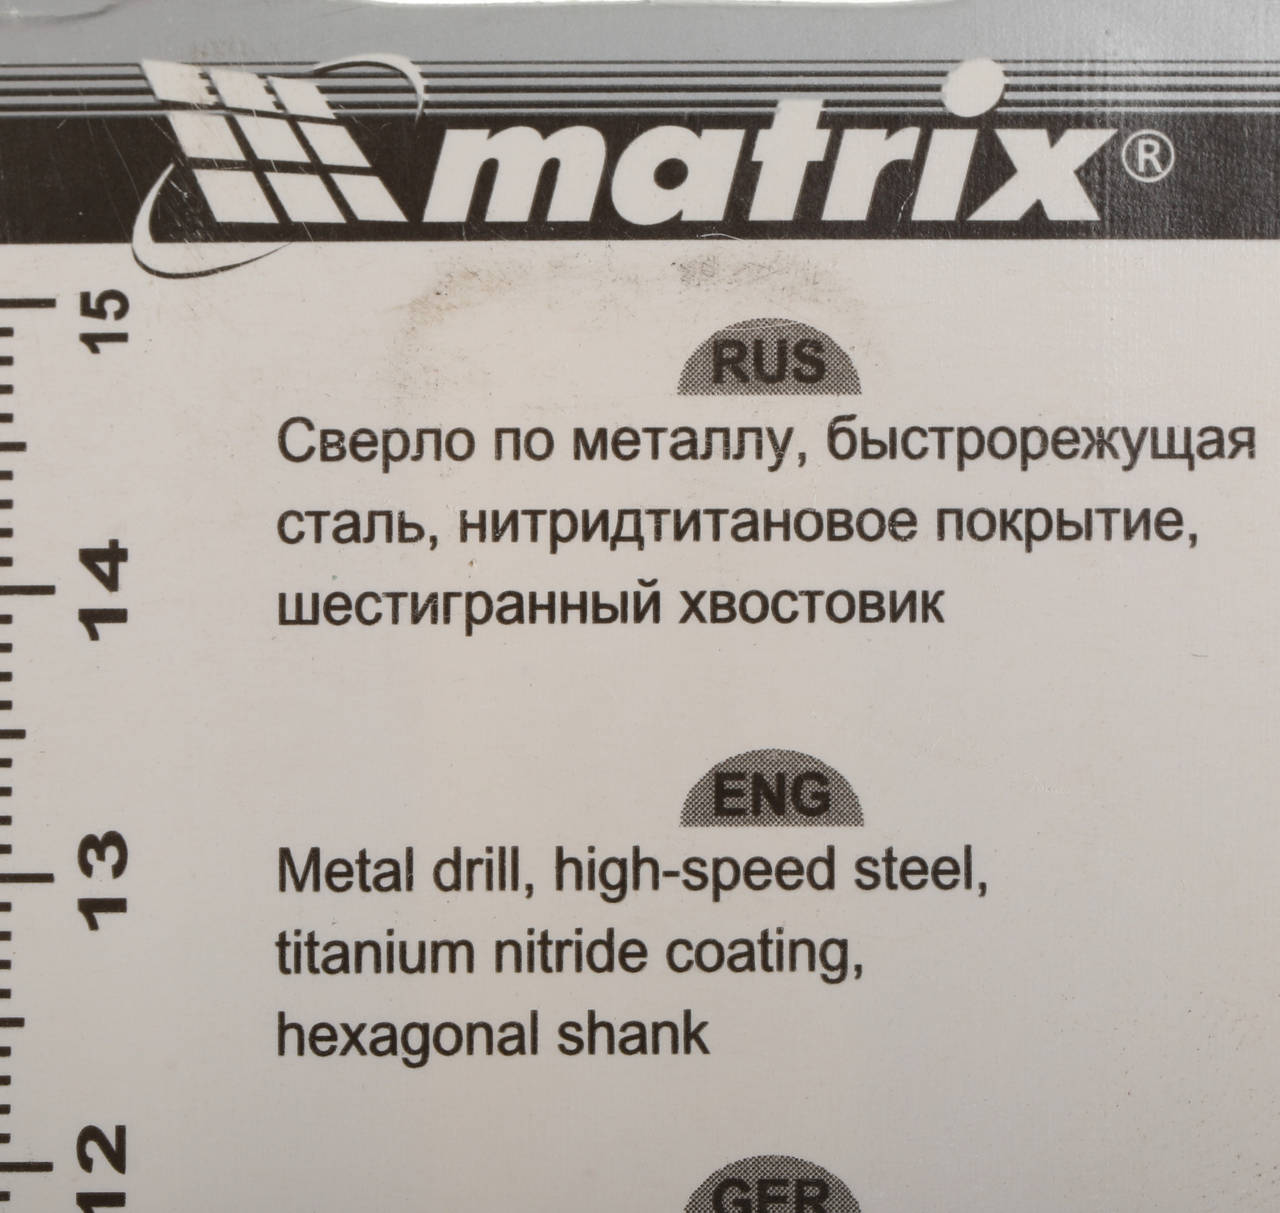 matrix®
RUS
Сверло по металлу, быстрорежущая
сталь, нитридтитановое покрытие,
шестигранный хвостовик
ENG
Metal drill, high-speed steel,
titanium nitride coating,
hexagonal shank
GER
15
14
13
12